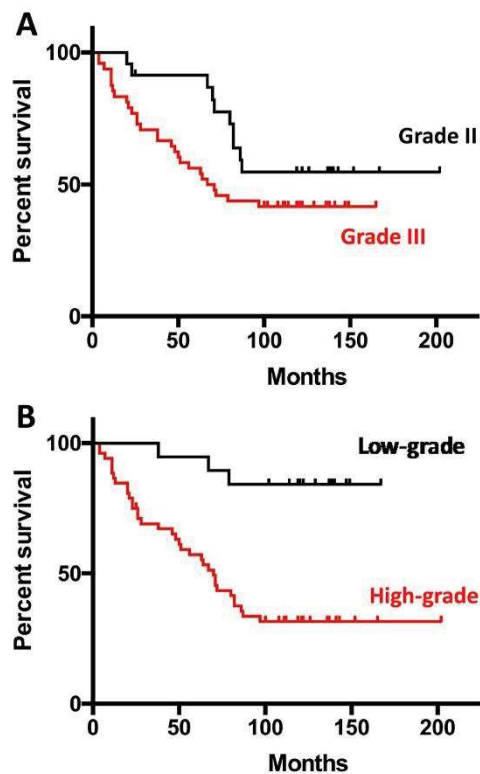 A
100
50
0
0 50 100 150 200
Percent survival
Months
Grade II
Grade III
B
100
50
0
0 50 100 150 200
Percent survival
Months
Low-grade
High-grade